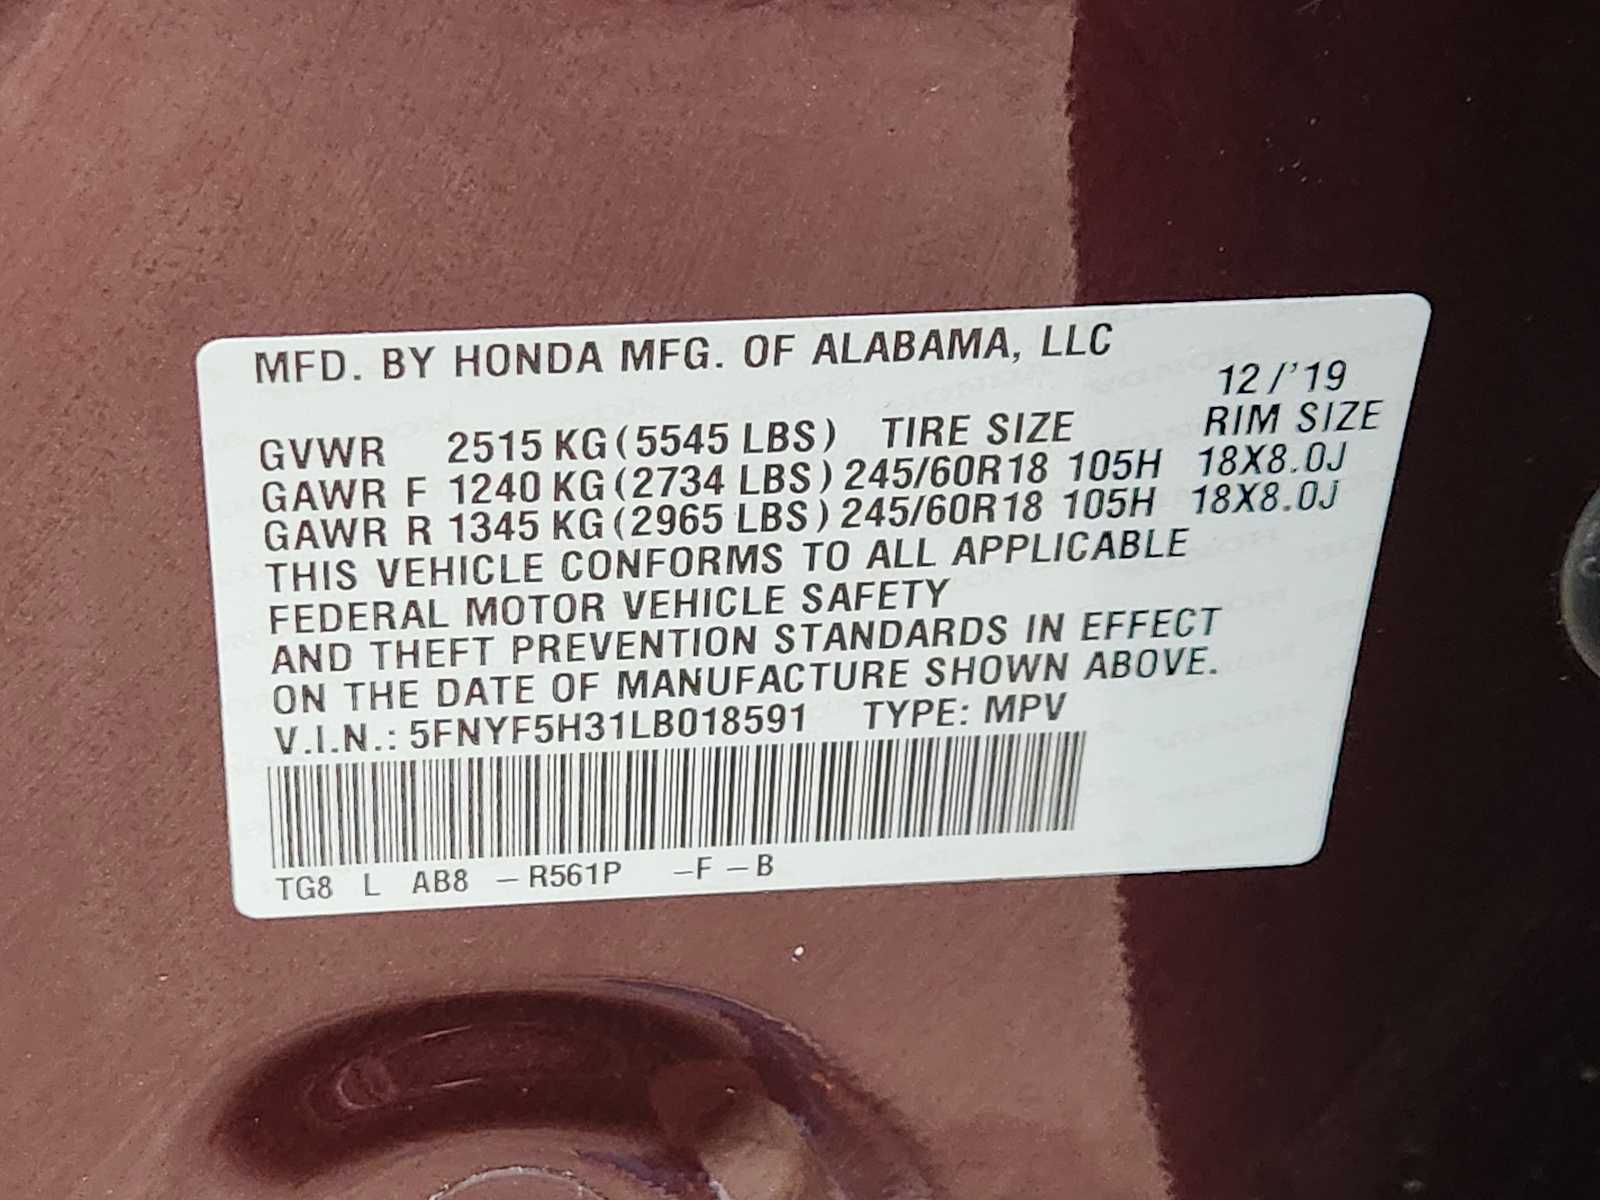 MFD. BY HONDA MFG. OF ALABAMA, LLC
12/'19
GVWR 2515 KG (5545 LBS) TIRE SIZE RIM SIZE
GAWR F 1240 KG (2734 LBS) 245/60R18 105H 18X8.0J
GAWR R 1345 KG (2965 LBS) 245/60R18 105H 18X8.0J
THIS VEHICLE CONFORMS TO ALL APPLICABLE
FEDERAL MOTOR VEHICLE SAFETY
AND THEFT PREVENTION STANDARDS IN EFFECT
ON THE DATE OF MANUFACTURE SHOWN ABOVE.
V.I.N.: 5FNYF5H31LB018591 TYPE: MPV
TG8 L AB8 -R561P -F-B